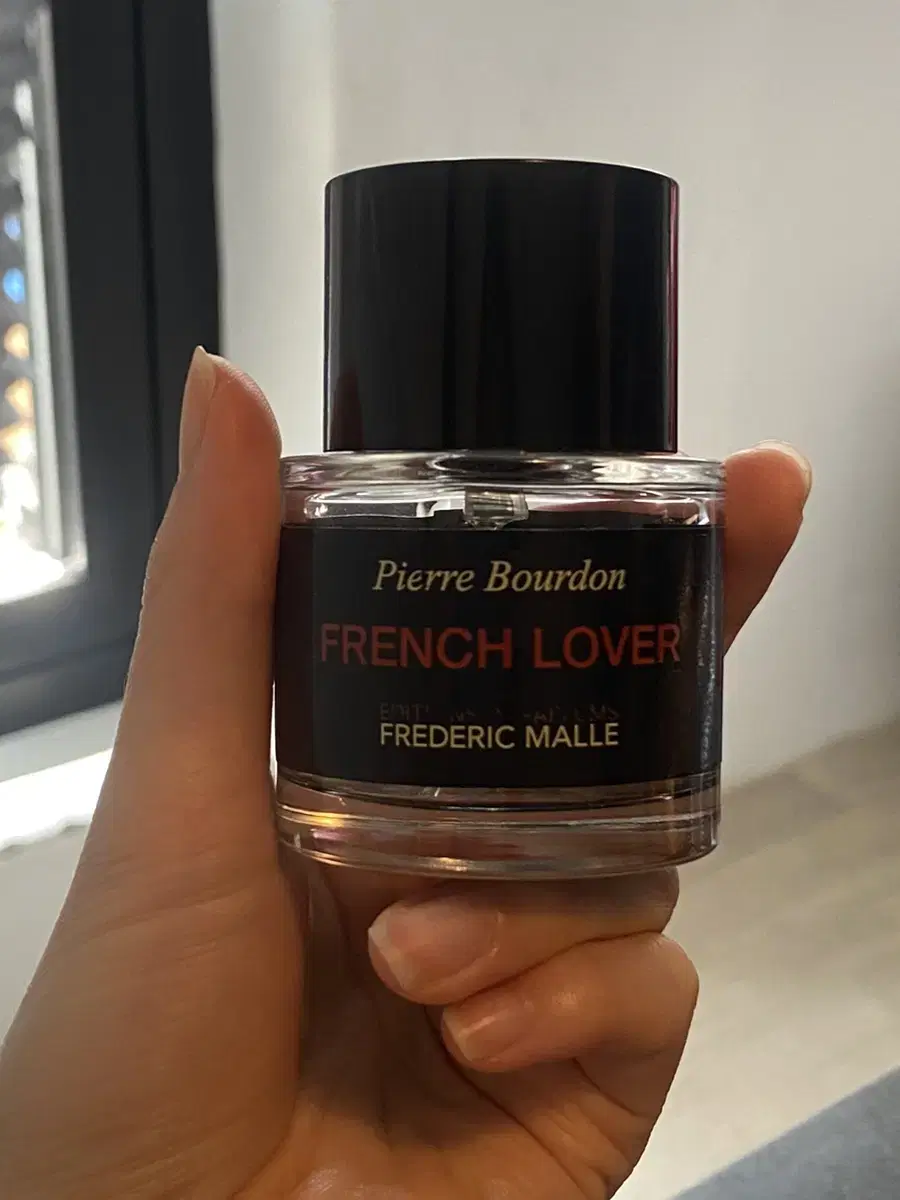 Pierre Bourdon
FRENCH LOVER
FREDERIC MALLE